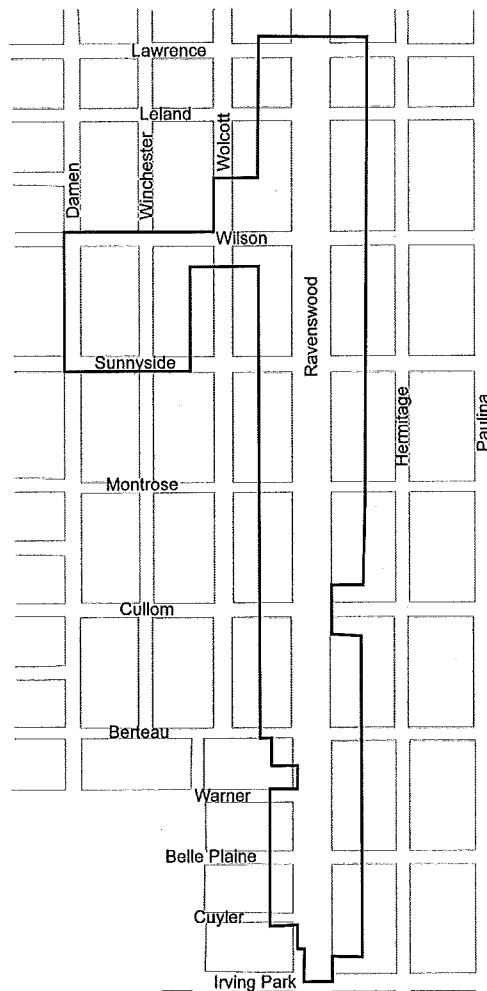 Lawrence
Leland
Damen
Winchester
Wolcott
Wilson
Ravenswood
Sunnyside
Hermitage
Paulina
Montrose
Cullom
Berteau
Warner
Belle Plaine
Cuyler
Irving Park